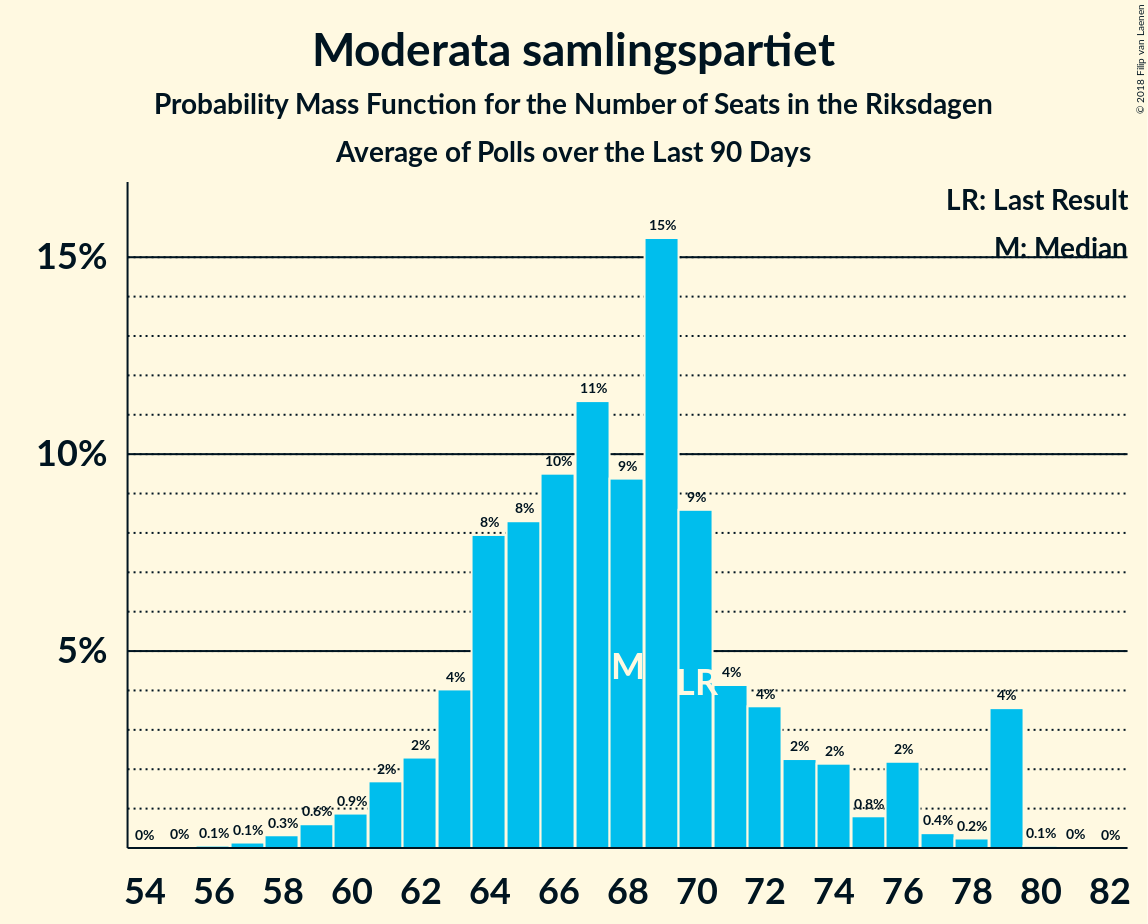 Moderata samlingspartiet
Probability Mass Function for the Number of Seats in the Riksdagen
Average of Polls over the Last 90 Days
© 2018 Filip van Laenen
LR: Last Result
M: Median
15%
10%
5%
0% 0% 0.1% 0.1% 0.3% 0.6% 0.9% 2% 2% 4% 8% 8% 10% 11% 9% 15% 9% 4% 4% 2% 2% 0.8% 2% 0.4% 0.2% 4% 0.1% 0% 0%
M LR
54 56 58 60 62 64 66 68 70 72 74 76 78 80 82